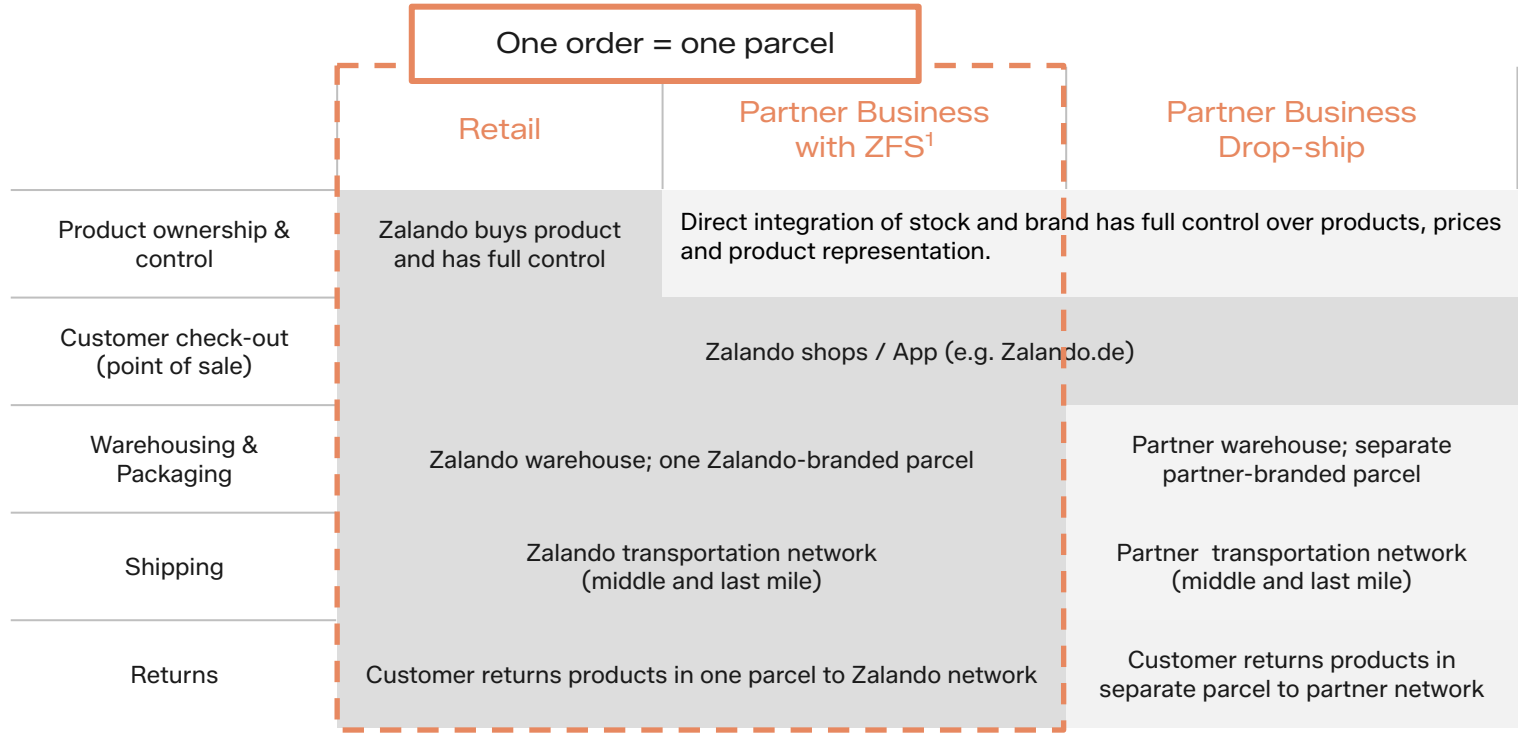 One order = one parcel
Retail
Partner Business
with ZFS¹
Partner Business
Drop-ship
Product ownership &
control
Zalando buys product
and has full control
Direct integration of stock and brand has full control over products, prices
and product representation.
Customer check-out
(point of sale)
Zalando shops / App (e.g. Zalando.de)
Warehousing &
Packaging
Zalando warehouse; one Zalando-branded parcel
Partner warehouse; separate
partner-branded parcel
Shipping
Zalando transportation network
(middle and last mile)
Partner transportation network
(middle and last mile)
Returns
Customer returns products in one parcel to Zalando network
Customer returns products in
separate parcel to partner network